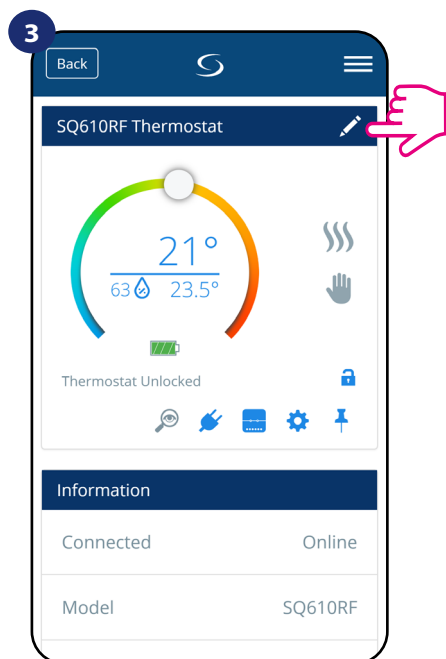 3
Back
SQ610RF Thermostat
21°
63 23.5°
Thermostat Unlocked
Information
Connected Online
Model SQ610RF